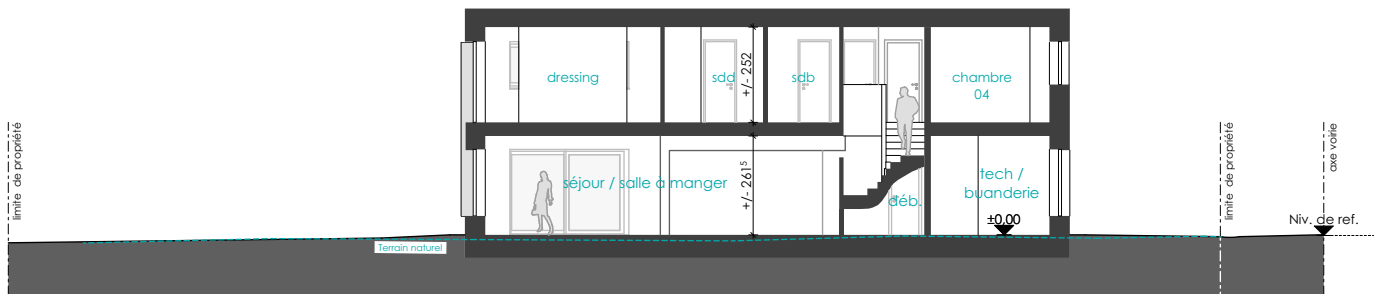 dressing
sdd
+/- 252
sdb
chambre
04
limite de propriété
séjour / salle à manger
+/- 261⁵
déb.
tech /
buanderie
±0,00
limite de propriété
axe voirie
Niv. de ref.
Terrain naturel